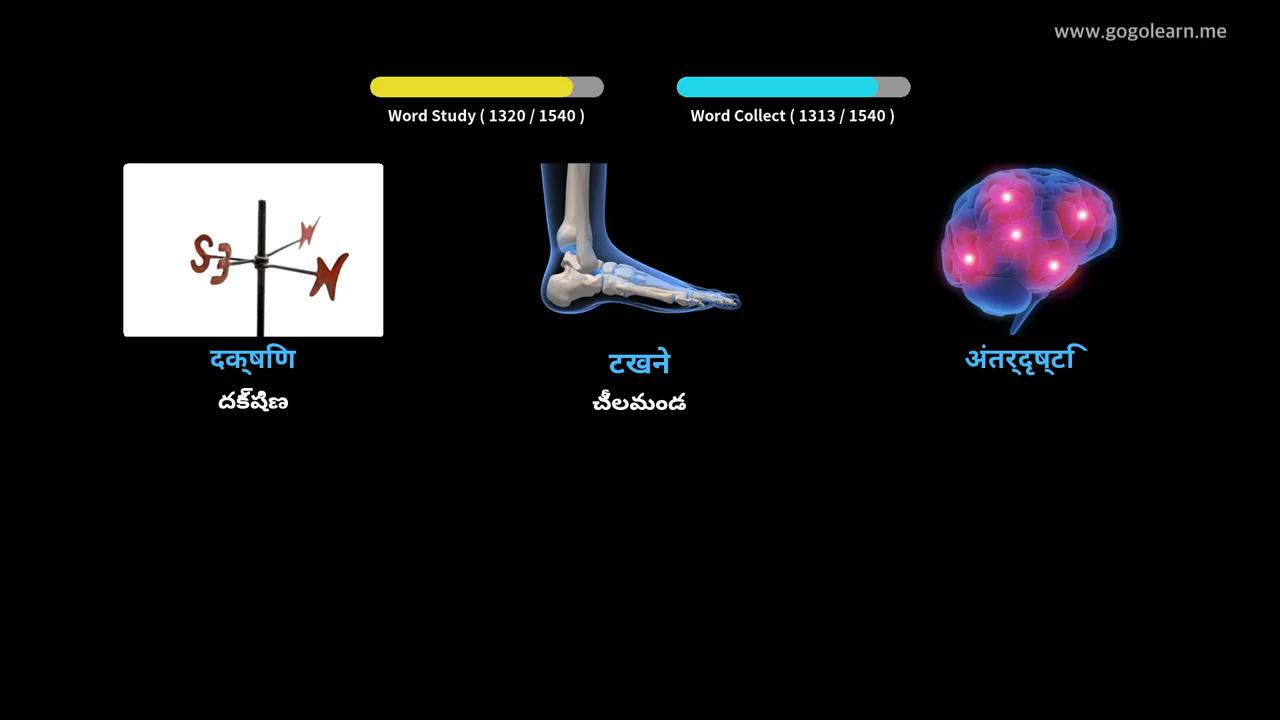 www.gogolearn.me
Word Study ( 1320 / 1540 )
Word Collect ( 1313 / 1540 )
S E N W
दक्षिण
टखने
अंतर्दृष्टि
దక్షిణ
చీలమండ